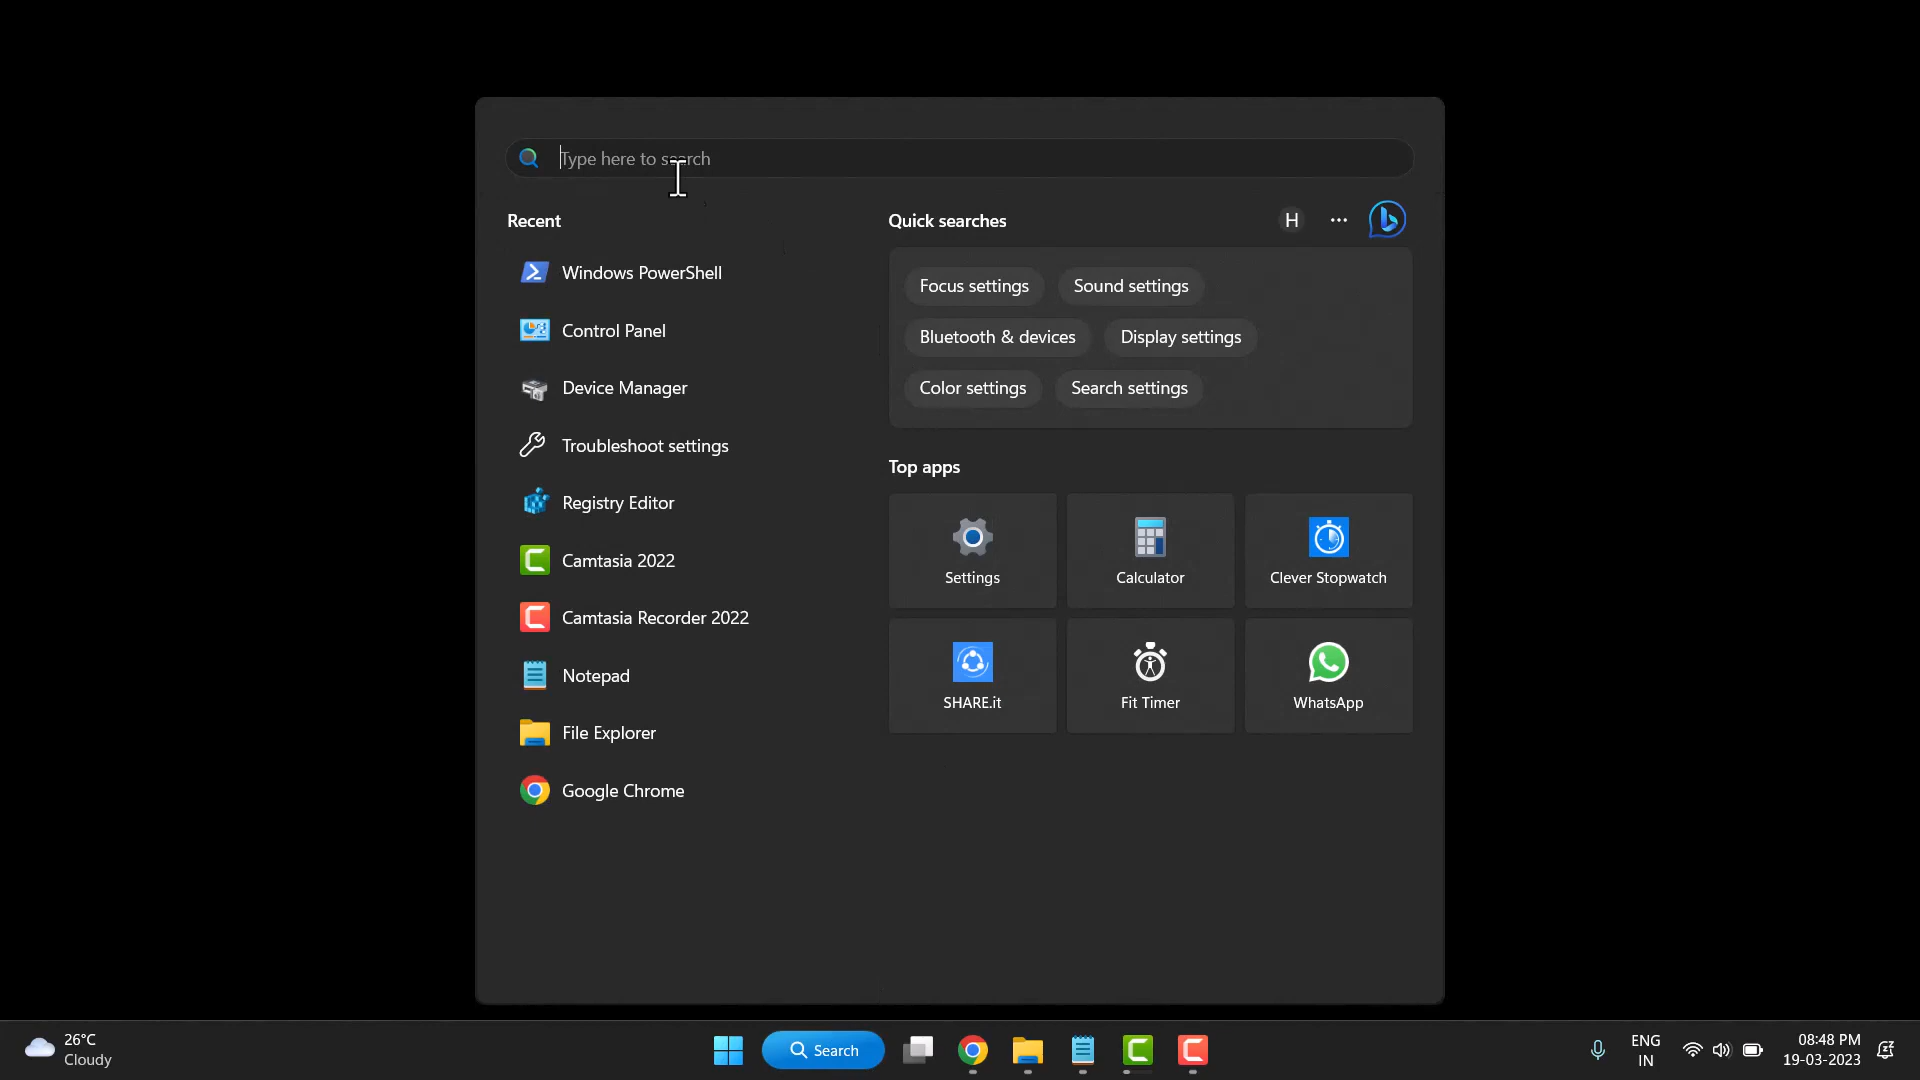 Type here to search
Recent
Windows PowerShell
Control Panel
Device Manager
Troubleshoot settings
Registry Editor
Camtasia 2022
Camtasia Recorder 2022
Notepad
File Explorer
Google Chrome
Quick searches
H
Focus settings
Sound settings
Bluetooth & devices
Display settings
Color settings
Search settings
Top apps
Settings
Calculator
Clever Stopwatch
SHARE.it
Fit Timer
WhatsApp
26°C
Cloudy
Search
ENG
IN
08:48 PM
19-03-2023